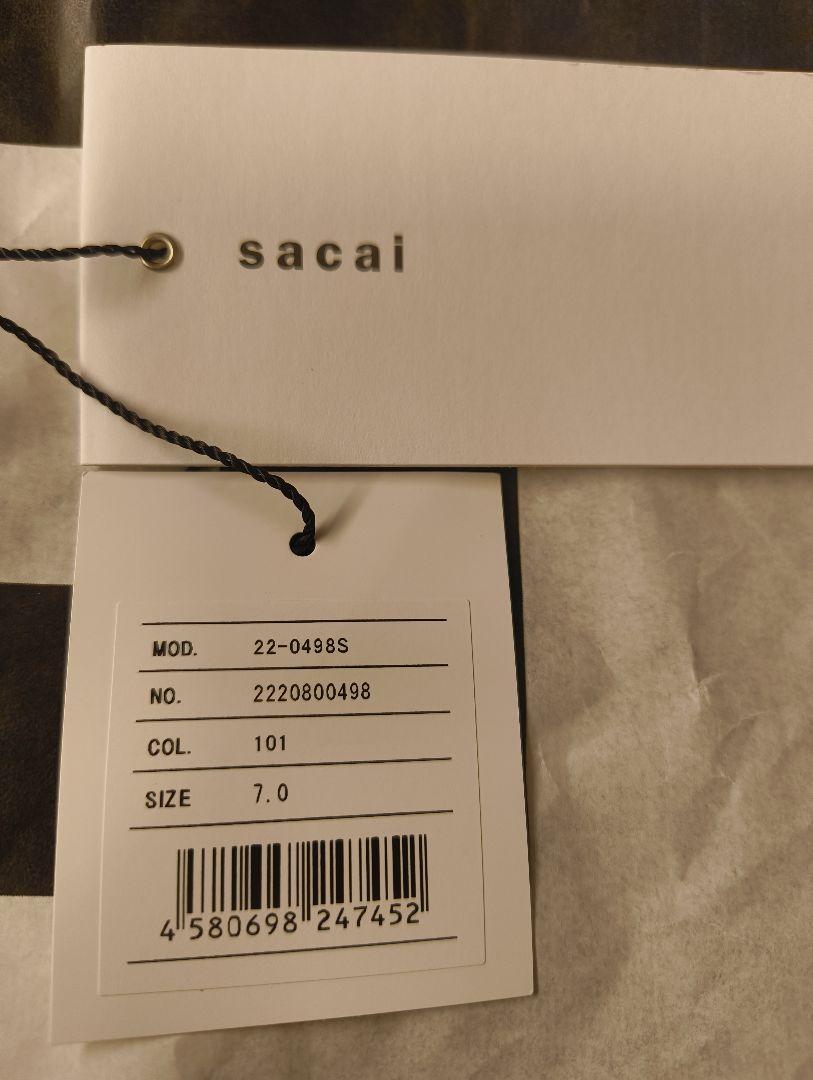 sacai
MOD. 22-0498S
NO. 2220800498
COL. 101
SIZE 7.0
4 580698 247452